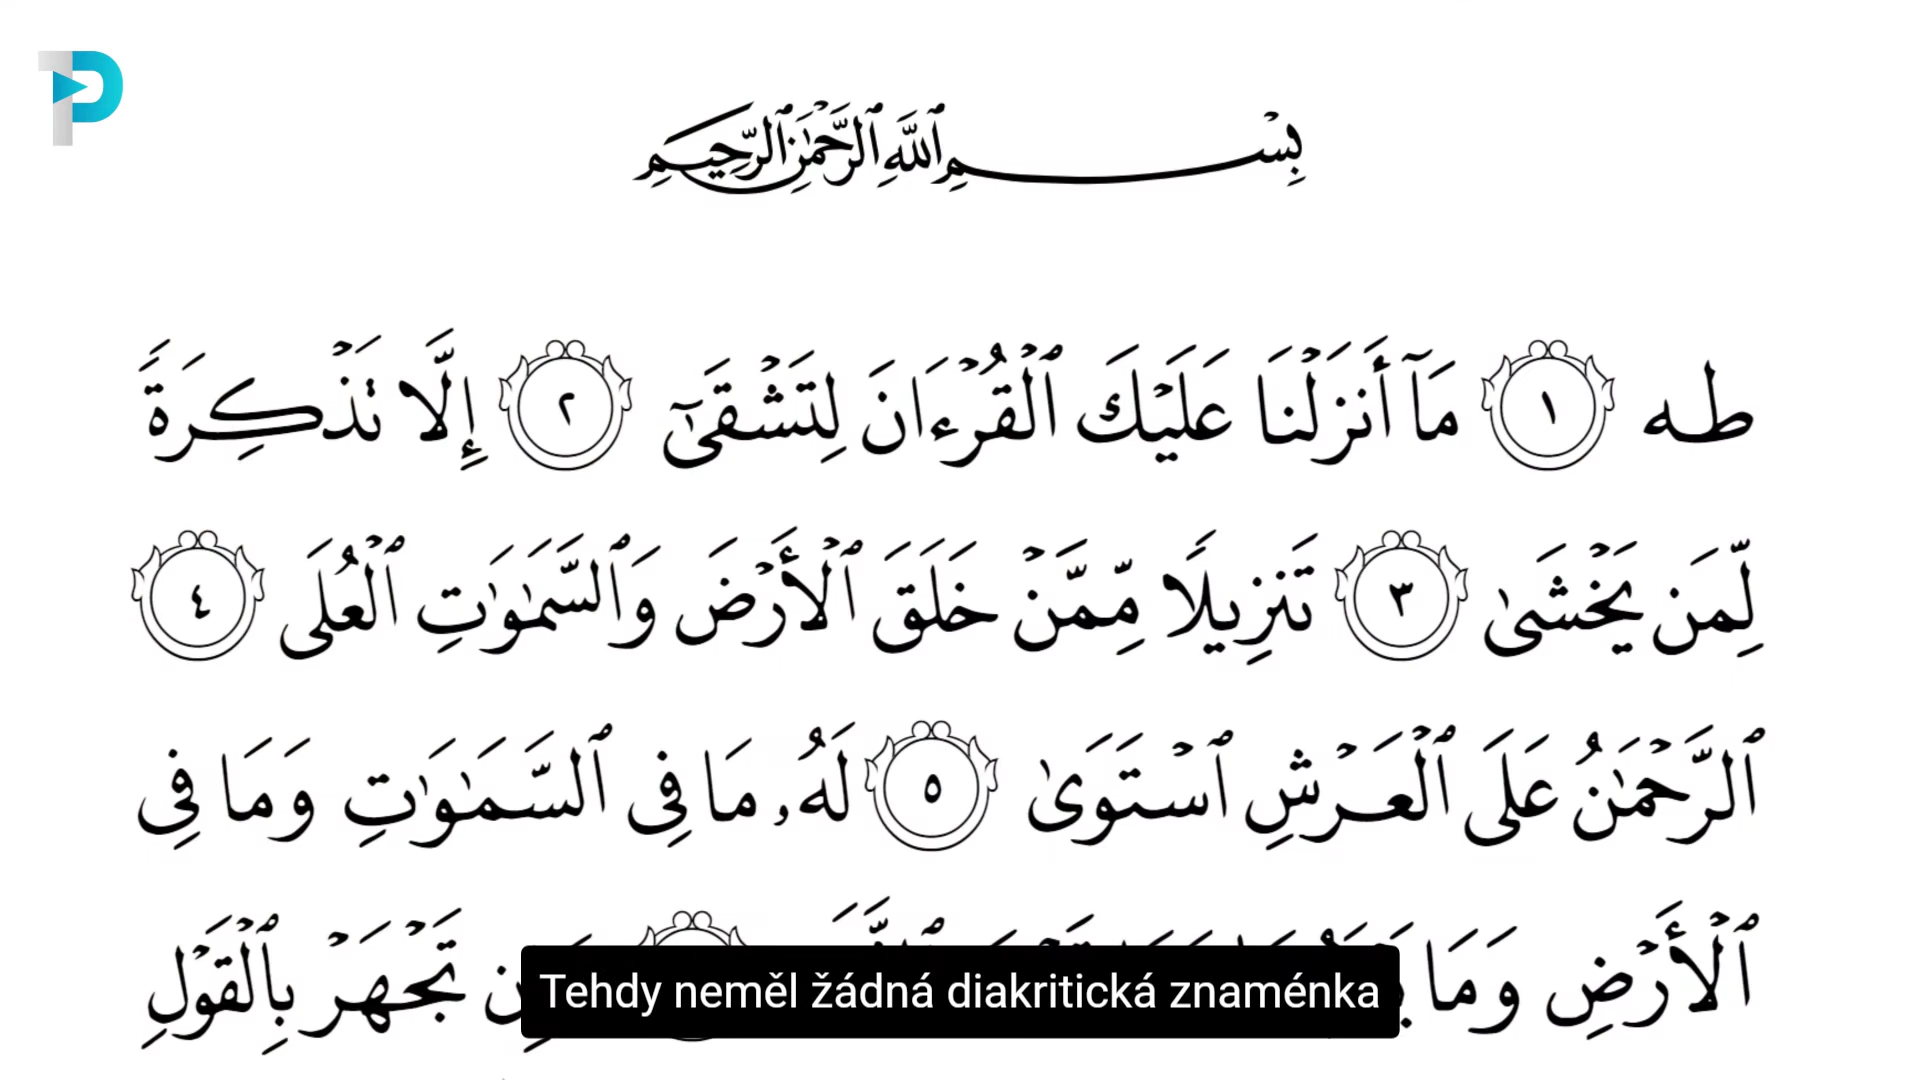 بِسْمِ ٱللَّهِ ٱلرَّحْمَٰنِ ٱلرَّحِيمِ
طه ١ مَآ أَنزَلْنَا عَلَيْكَ ٱلْقُرْءَانَ لِتَشْقَىٰٓ ٢ إِلَّا تَذْكِرَةً
لِّمَن يَخْشَىٰ ٣ تَنزِيلًا مِّمَّنْ خَلَقَ ٱلْأَرْضَ وَٱلسَّمَٰوَٰتِ ٱلْعُلَى ٤
ٱلرَّحْمَٰنُ عَلَى ٱلْعَرْشِ ٱسْتَوَىٰ ٥ لَهُۥ مَا فِى ٱلسَّمَٰوَٰتِ وَمَا فِى
ٱلْأَرْضِ وَمَا تَجْهَرْ بِٱلْقَوْلِ
Tehdy neměl žádná diakritická znaménka